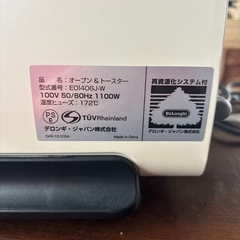 品名：オーブン＆トースター
型式番号：EOI406J-W
100V 50/60Hz 1100W
温度ヒューズ：172℃
PS
E
TÜVRheinland
デロンギ・ジャパン株式会社
Made in China
再資源化システム付
DeLonghi
デロンギ・ジャパン株式会社